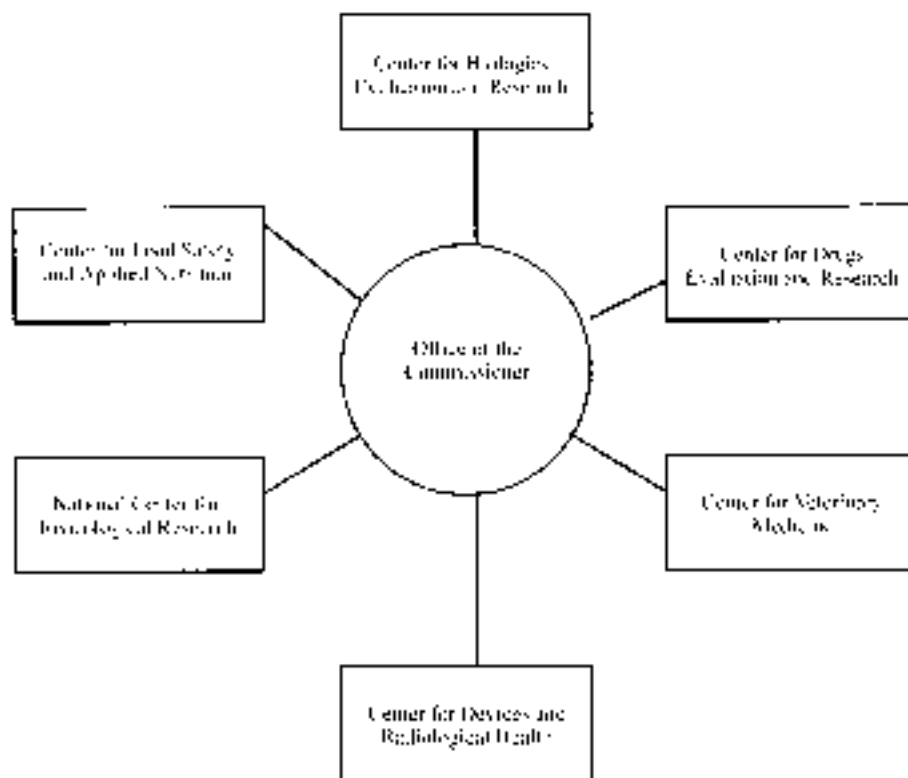 Center for Biologics
Evaluation and Research
Center for Food Safety
and Applied Nutrition
Center for Drugs
Evaluation and Research
Office of the
Commissioner
National Center for
Toxicological Research
Center for Veterinary
Medicine
Center for Devices and
Radiological Health